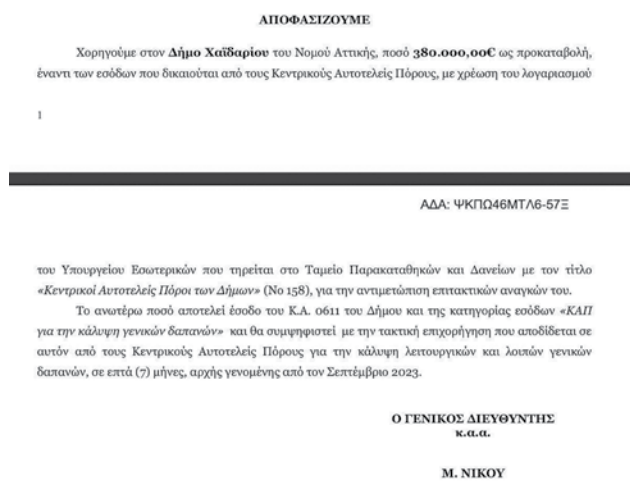 ΑΠΟΦΑΣΙΖΟΥΜΕ
Χορηγούμε στον Δήμο Χαϊδαρίου του Νομού Αττικής, ποσό 380.000,00€ ως προκαταβολή,
έναντι των εσόδων που δικαιούται από τους Κεντρικούς Αυτοτελείς Πόρους, με χρέωση του λογαριασμού
1
ΑΔΑ: ΨΚΠΩ46ΜΤΛ6-57Ξ
του Υπουργείου Εσωτερικών που τηρείται στο Ταμείο Παρακαταθηκών και Δανείων με τον τίτλο
«Κεντρικοί Αυτοτελείς Πόροι των Δήμων» (Νο 158), για την αντιμετώπιση επιτακτικών αναγκών του.
Το ανωτέρω ποσό αποτελεί έσοδο του Κ.Α. 0611 του Δήμου και της κατηγορίας εσόδων «ΚΑΠ
για την κάλυψη γενικών δαπανών» και θα συμψηφιστεί με την τακτική επιχορήγηση που αποδίδεται σε
αυτόν από τους Κεντρικούς Αυτοτελείς Πόρους για την κάλυψη λειτουργικών και λοιπών γενικών
δαπανών, σε επτά (7) μήνες, αρχής γενομένης από τον Σεπτέμβριο 2023.
Ο ΓΕΝΙΚΟΣ ΔΙΕΥΘΥΝΤΗΣ
κ.α.α.
Μ. ΝΙΚΟΥ